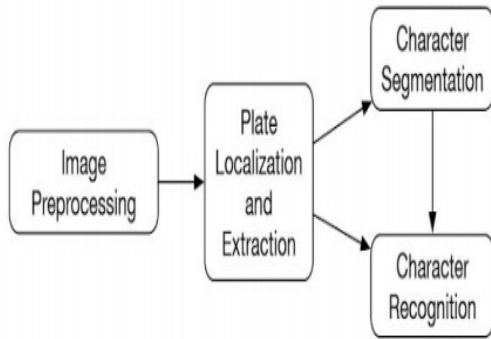 Image
Preprocessing
Plate
Localization
and
Extraction
Character
Segmentation
Character
Recognition